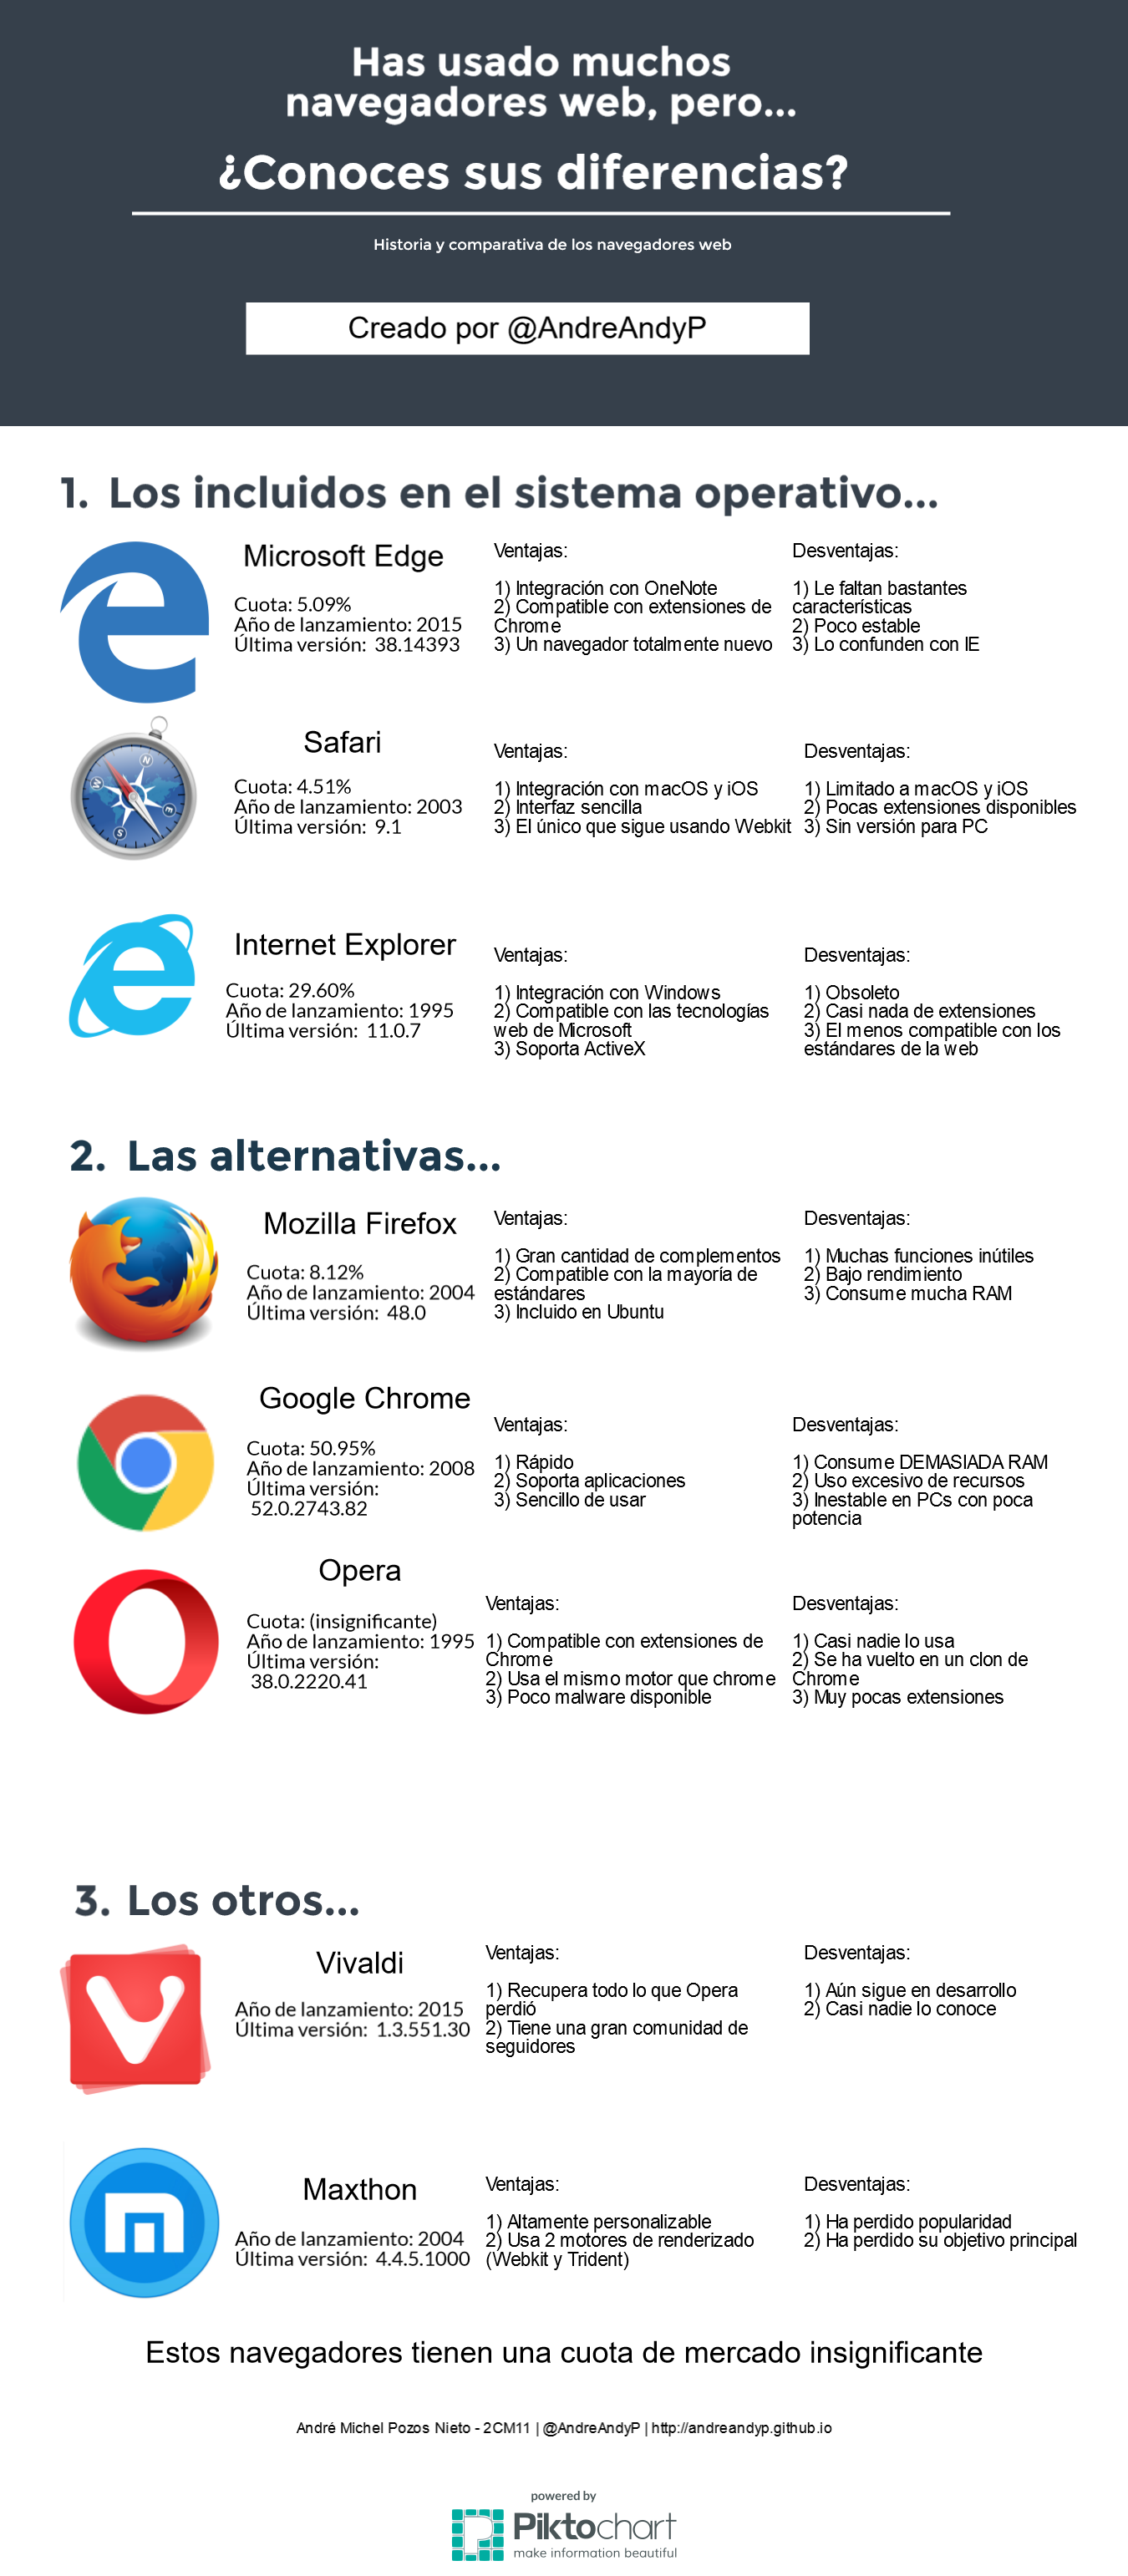 Has usado muchos
navegadores web, pero...
¿Conoces sus diferencias?
Historia y comparativa de los navegadores web
Creado por @AndreAndyP
1. Los incluidos en el sistema operativo...
Microsoft Edge
Cuota: 5.09%
Año de lanzamiento: 2015
Última versión: 38.14393
Ventajas:
1) Integración con OneNote
2) Compatible con extensiones de
Chrome
3) Un navegador totalmente nuevo
Desventajas:
1) Le faltan bastantes
características
2) Poco estable
3) Lo confunden con IE
Safari
Cuota: 4.51%
Año de lanzamiento: 2003
Última versión: 9.1
Ventajas:
1) Integración con macOS y iOS
2) Interfaz sencilla
3) El único que sigue usando Webkit
Desventajas:
1) Limitado a macOS y iOS
2) Pocas extensiones disponibles
3) Sin versión para PC
Internet Explorer
Cuota: 29.60%
Año de lanzamiento: 1995
Última versión: 11.0.7
Ventajas:
1) Integración con Windows
2) Compatible con las tecnologías
web de Microsoft
3) Soporta ActiveX
Desventajas:
1) Obsoleto
2) Casi nada de extensiones
3) El menos compatible con los
estándares de la web
2. Las alternativas...
Mozilla Firefox
Cuota: 8.12%
Año de lanzamiento: 2004
Última versión: 48.0
Ventajas:
1) Gran cantidad de complementos
2) Compatible con la mayoría de
estándares
3) Incluido en Ubuntu
Desventajas:
1) Muchas funciones inútiles
2) Bajo rendimiento
3) Consume mucha RAM
Google Chrome
Cuota: 50.95%
Año de lanzamiento: 2008
Última versión:
52.0.2743.82
Ventajas:
1) Rápido
2) Soporta aplicaciones
3) Sencillo de usar
Desventajas:
1) Consume DEMASIADA RAM
2) Uso excesivo de recursos
3) Inestable en PCs con poca
potencia
Opera
Cuota: (insignificante)
Año de lanzamiento: 1995
Última versión:
38.0.2220.41
Ventajas:
1) Compatible con extensiones de
Chrome
2) Usa el mismo motor que chrome
3) Poco malware disponible
Desventajas:
1) Casi nadie lo usa
2) Se ha vuelto en un clon de
Chrome
3) Muy pocas extensiones
3. Los otros...
Vivaldi
Año de lanzamiento: 2015
Última versión: 1.3.551.30
Ventajas:
1) Recupera todo lo que Opera
perdió
2) Tiene una gran comunidad de
seguidores
Desventajas:
1) Aún sigue en desarrollo
2) Casi nadie lo conoce
Maxthon
Año de lanzamiento: 2004
Última versión: 4.4.5.1000
Ventajas:
1) Altamente personalizable
2) Usa 2 motores de renderizado
(Webkit y Trident)
Desventajas:
1) Ha perdido popularidad
2) Ha perdido su objetivo principal
Estos navegadores tienen una cuota de mercado insignificante
André Michel Pozos Nieto - 2CM11 | @AndreAndyP | http://andreandyp.github.io
powered by
Piktochart
make information beautiful